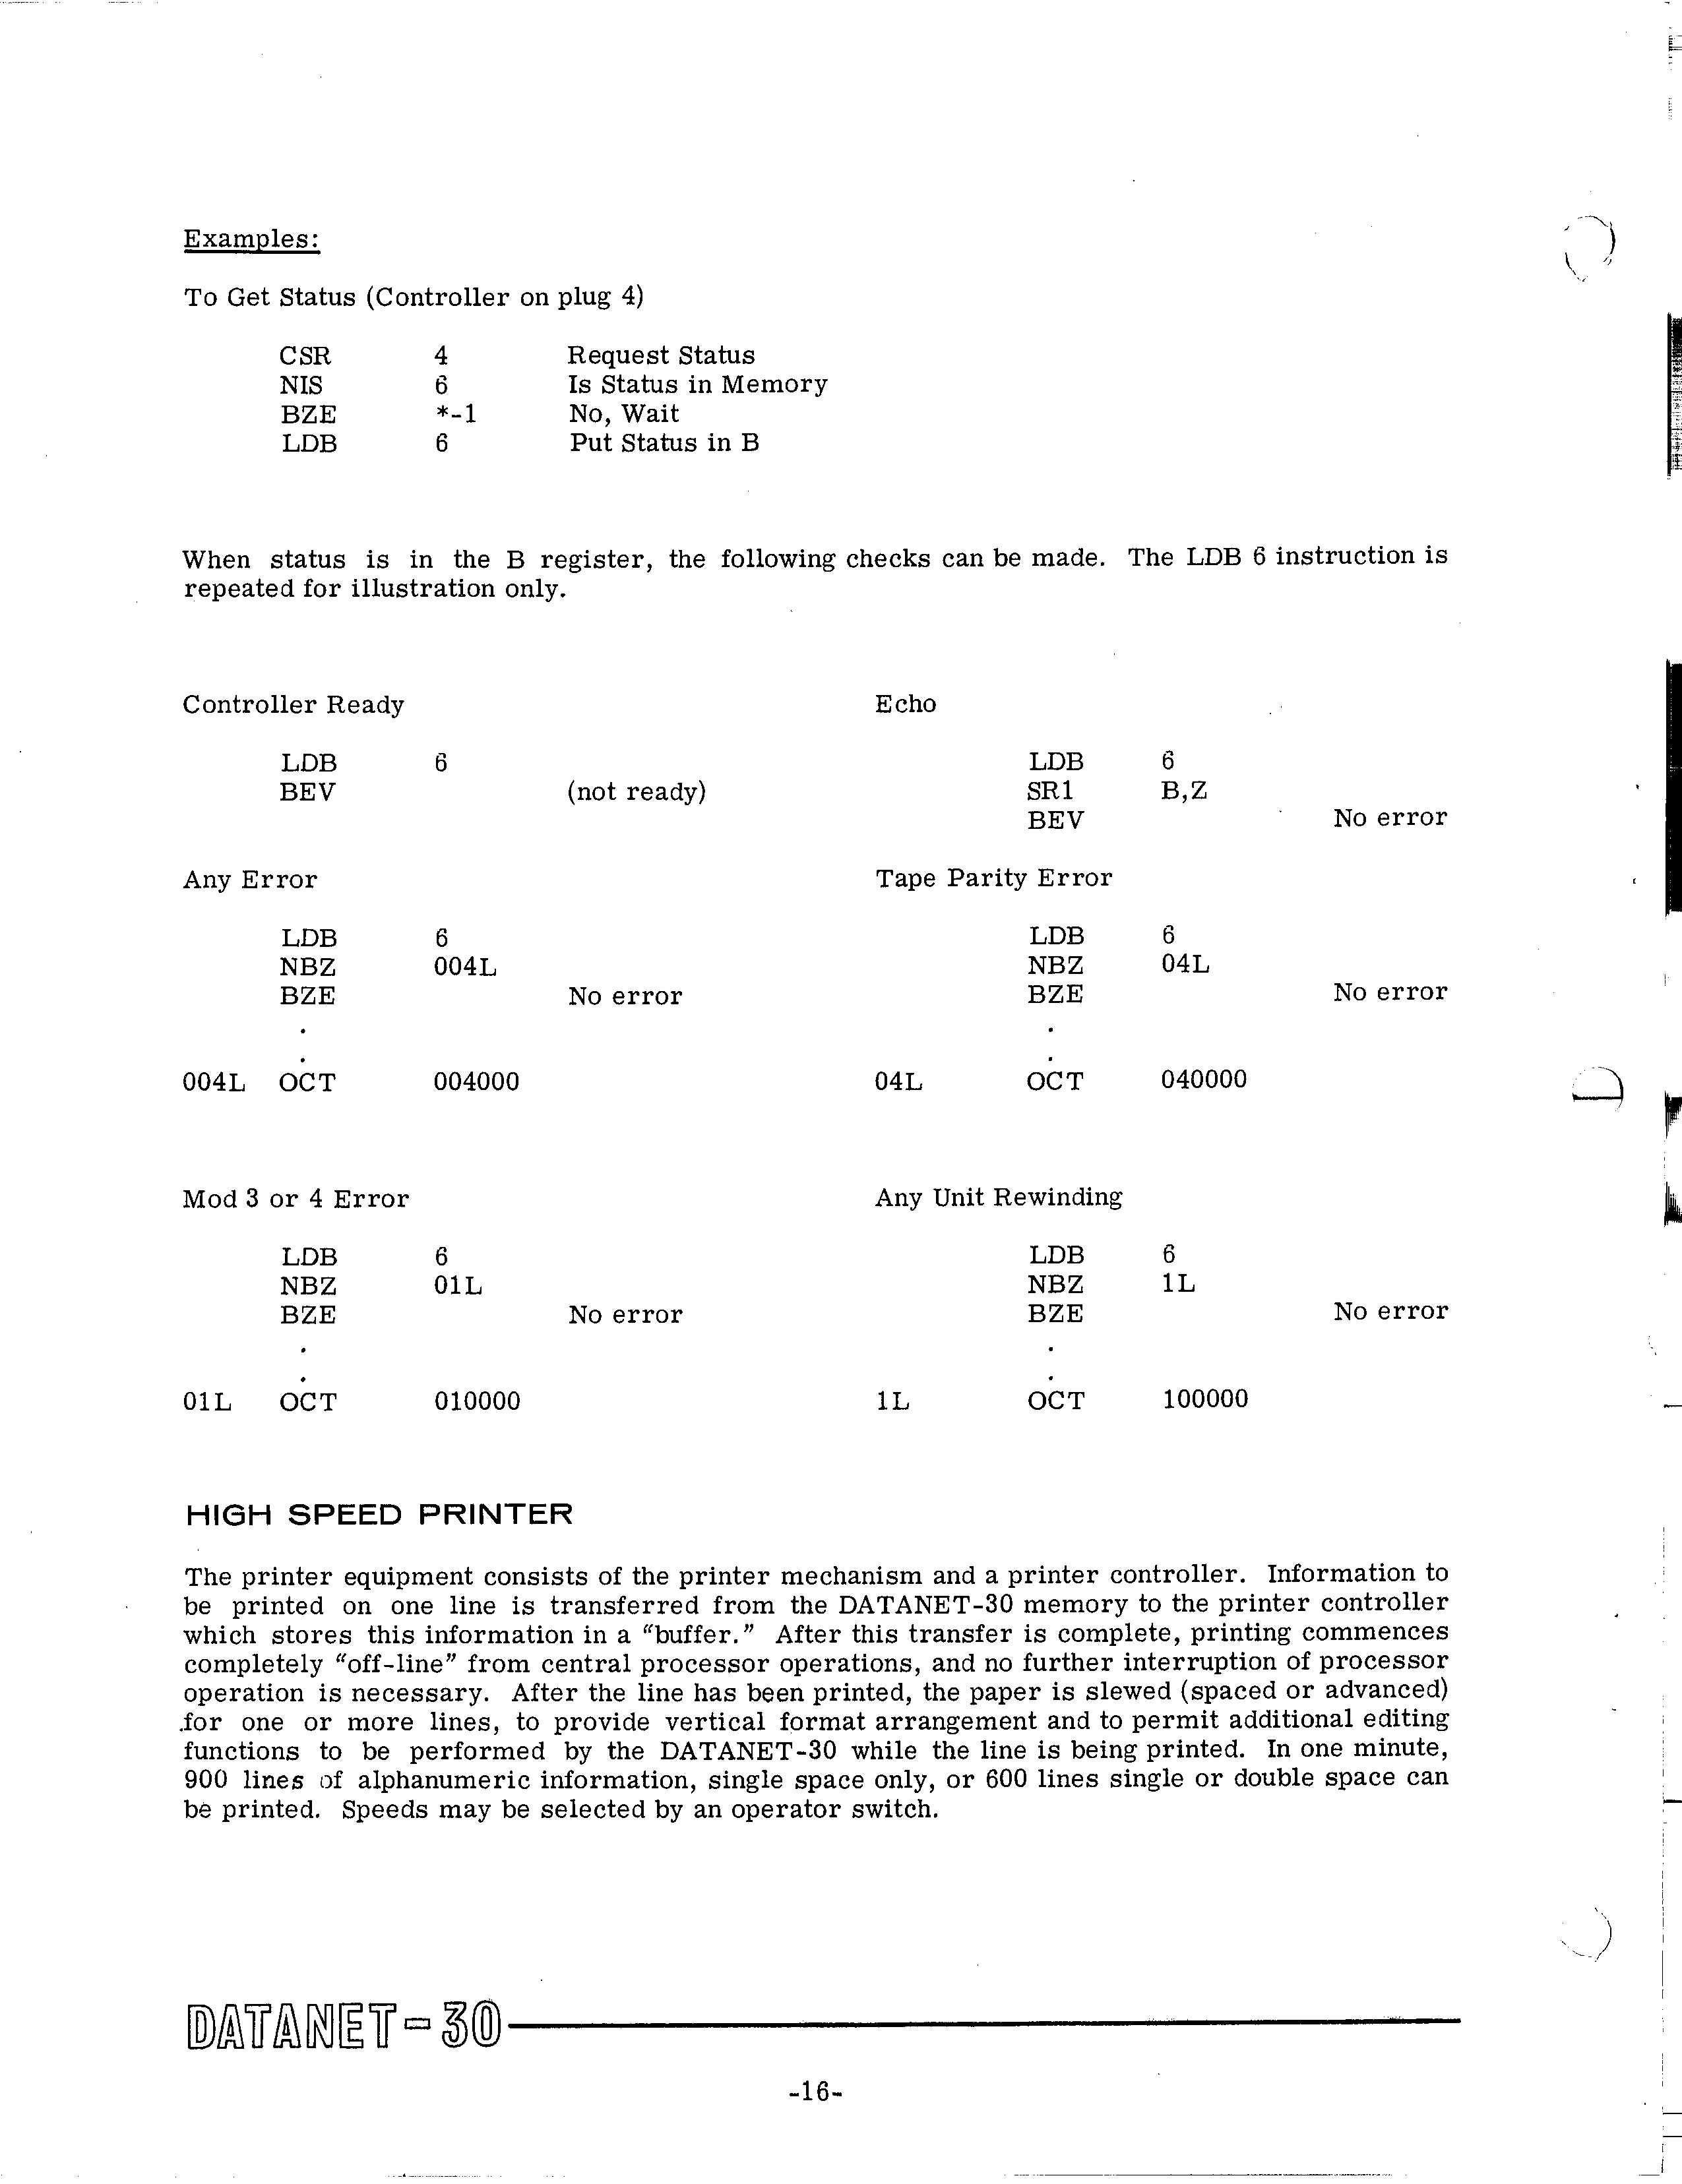 Examples:
To Get Status (Controller on plug 4)
CSR 4 Request Status
NIS 6 Is Status in Memory
BZE *-1 No, Wait
LDB 6 Put Status in B
When status is in the B register, the following checks can be made. The LDB 6 instruction is
repeated for illustration only.
Controller Ready
LDB 6
BEV (not ready)
Echo
LDB 6
SR1 B,Z
BEV No error
Any Error
LDB 6
NBZ 004L
BZE No error
.
.
004L OCT 004000
Tape Parity Error
LDB 6
NBZ 04L
BZE No error
.
.
04L OCT 040000
Mod 3 or 4 Error
LDB 6
NBZ 01L
BZE No error
.
.
01L OCT 010000
Any Unit Rewinding
LDB 6
NBZ 1L
BZE No error
.
.
1L OCT 100000
HIGH SPEED PRINTER
The printer equipment consists of the printer mechanism and a printer controller. Information to
be printed on one line is transferred from the DATANET-30 memory to the printer controller
which stores this information in a “buffer.” After this transfer is complete, printing commences
completely “off-line” from central processor operations, and no further interruption of processor
operation is necessary. After the line has been printed, the paper is slewed (spaced or advanced)
for one or more lines, to provide vertical format arrangement and to permit additional editing
functions to be performed by the DATANET-30 while the line is being printed. In one minute,
900 lines of alphanumeric information, single space only, or 600 lines single or double space can
be printed. Speeds may be selected by an operator switch.
DATANET-30
-16-